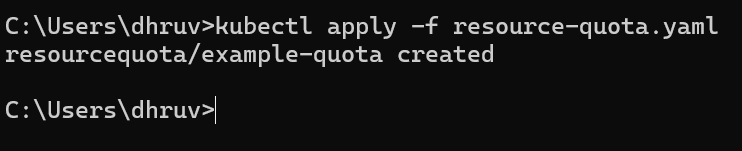 C:\Users\dhruv>kubectl apply -f resource-quota.yaml
resourcequota/example-quota created
C:\Users\dhruv>